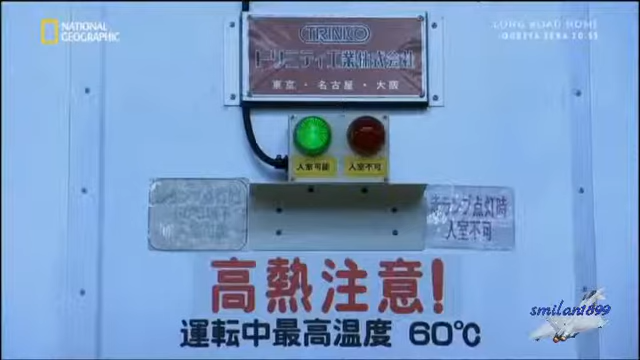 NATIONAL
GEOGRAPHIC
LONG ROAD HOME
TRINCO
トリニティ工業株式会社
東京・名古屋・大阪
入室可能
入室不可
赤ランプ点灯時
入室不可
高熱注意!
運転中最高温度 60℃
smilan1899